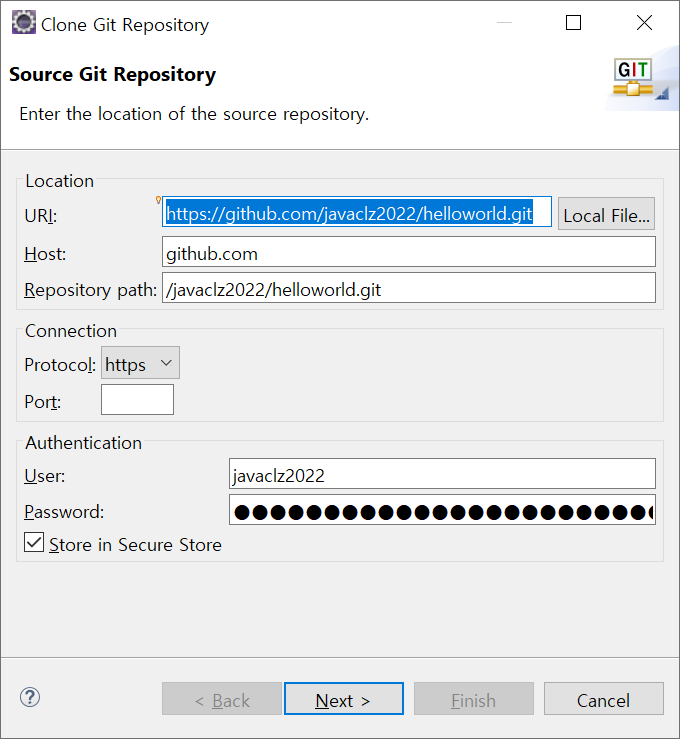 Clone Git Repository
Source Git Repository
GIT
Enter the location of the source repository.
Location
URI: https://github.com/javaclz2022/helloworld.git Local File...
Host: github.com
Repository path: /javaclz2022/helloworld.git
Connection
Protocol: https
Port:
Authentication
User: javaclz2022
Password: ●●●●●●●●●●●●●●●●●●●●●●●●●●●●
Store in Secure Store
? < Back Next > Finish Cancel